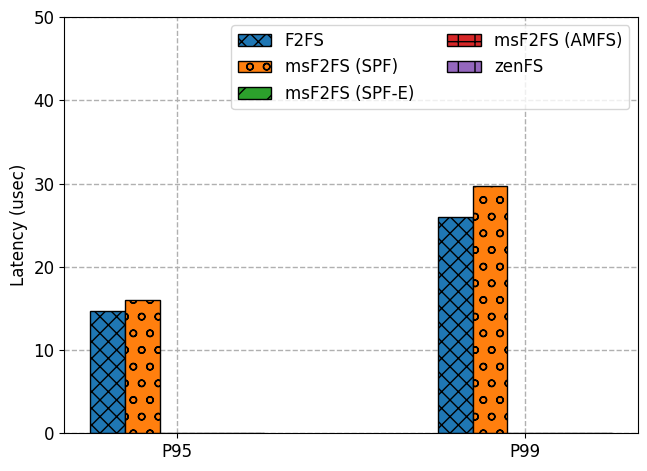 50
40
30
20
10
0
Latency (usec)
F2FS
msF2FS (SPF)
msF2FS (SPF-E)
msF2FS (AMFS)
zenFS
P95
P99